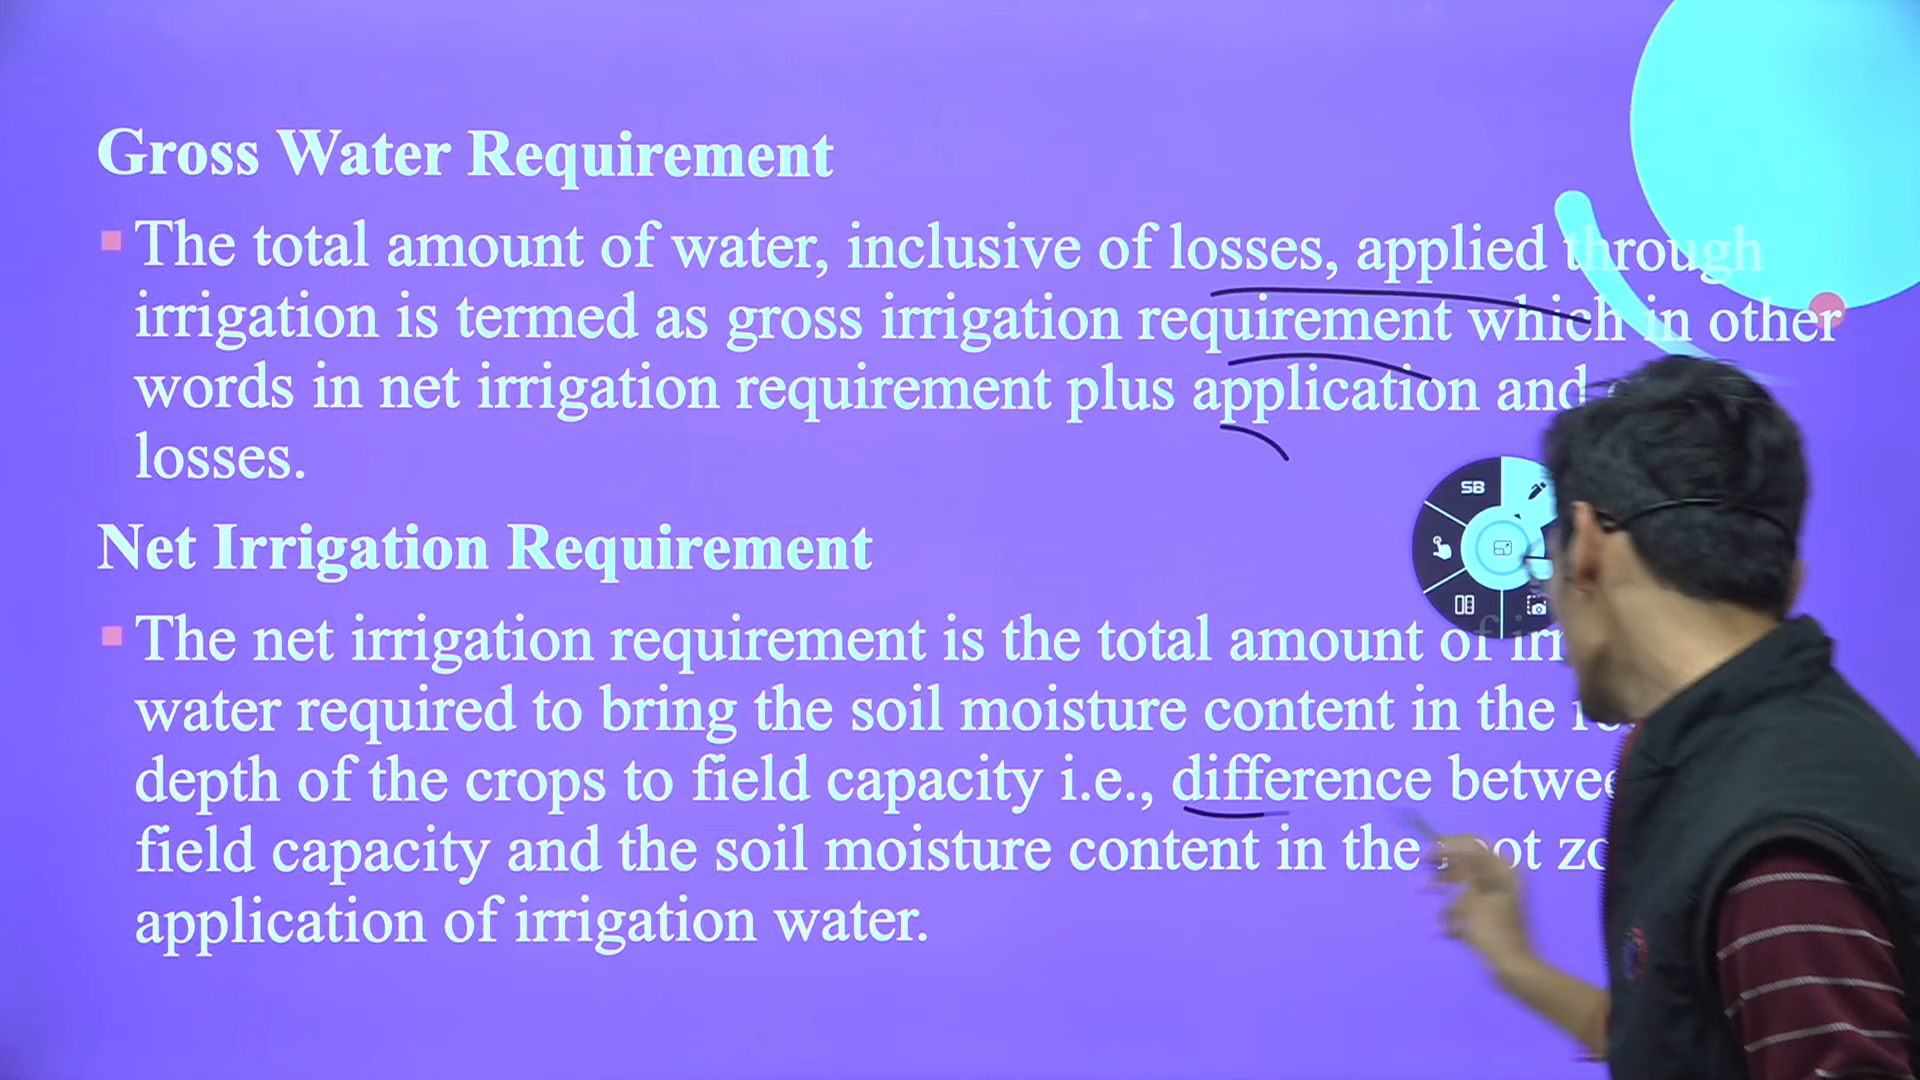 Gross Water Requirement
The total amount of water, inclusive of losses, applied through
irrigation is termed as gross irrigation requirement which in other
words in net irrigation requirement plus application and
losses.
SB
Net Irrigation Requirement
The net irrigation requirement is the total amount of
water required to bring the soil moisture content in the
depth of the crops to field capacity i.e., difference
field capacity and the soil moisture content in the root
application of irrigation water.